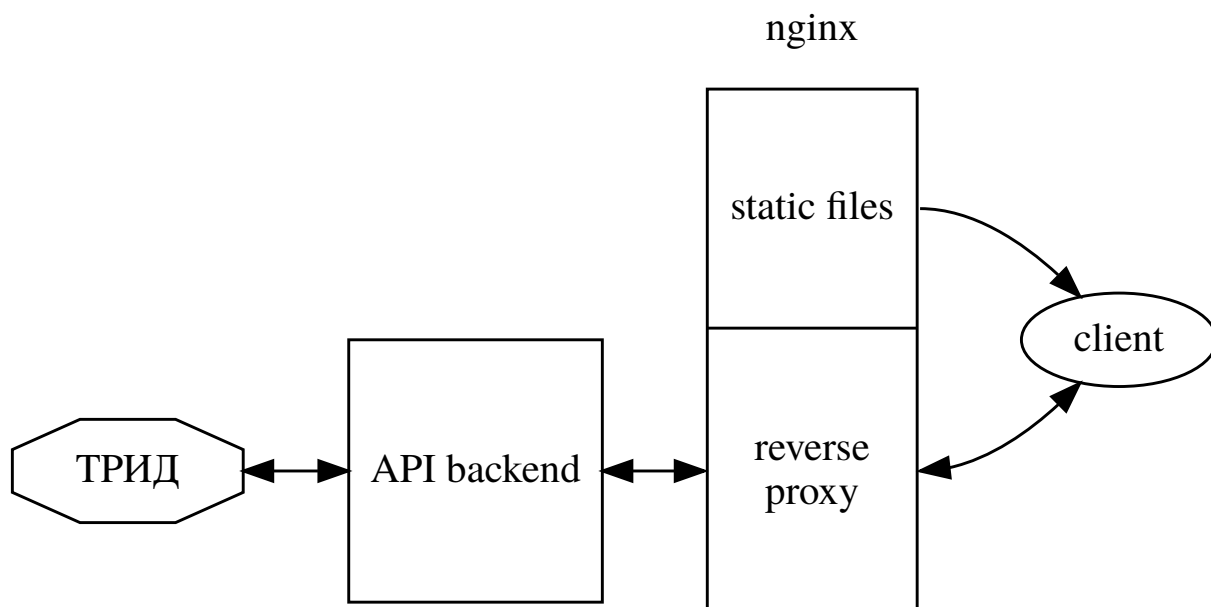 nginx
static files
client
ТРИД
API backend
reverse
proxy